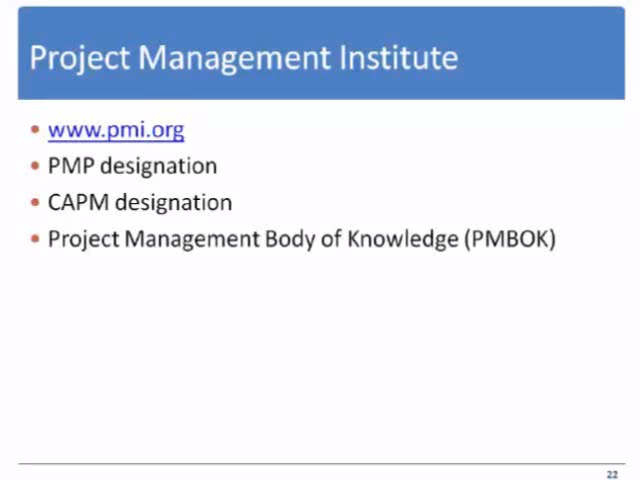 Project Management Institute
• www.pmi.org
• PMP designation
• CAPM designation
• Project Management Body of Knowledge (PMBOK)
22